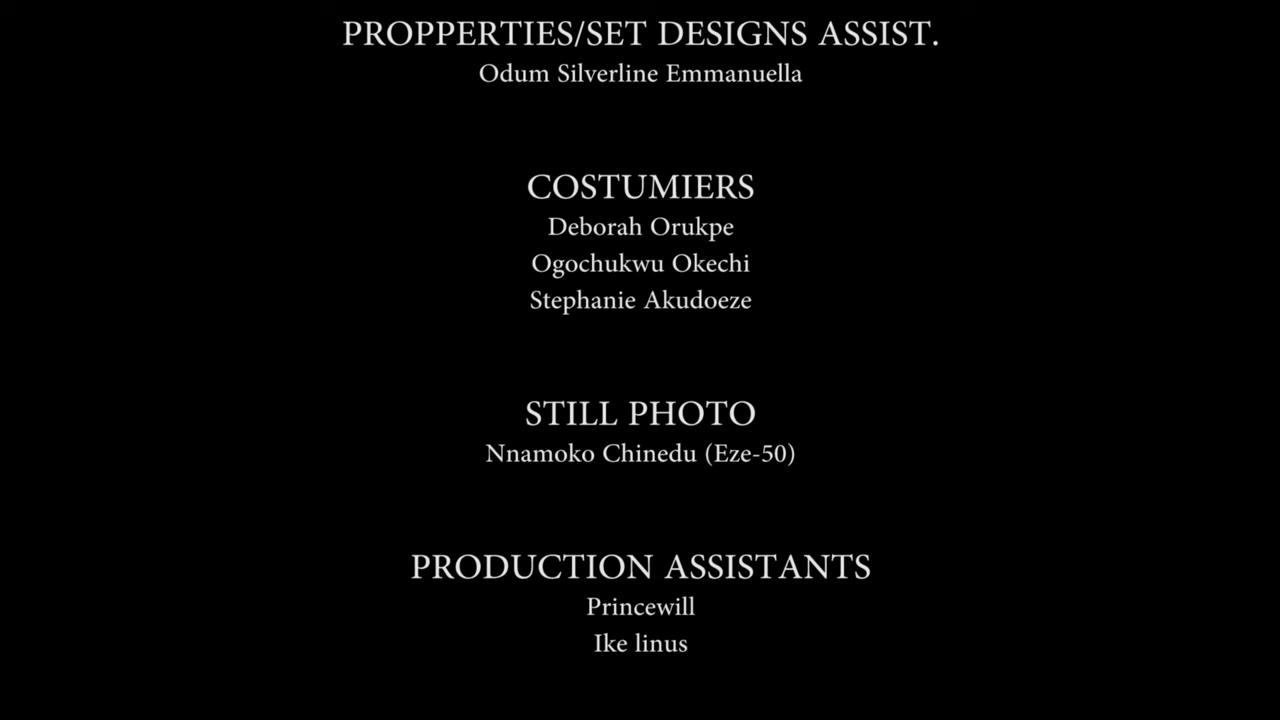 PROPPERTIES/SET DESIGNS ASSIST.
Odum Silverline Emmanuella
COSTUMIERS
Deborah Orukpe
Ogochukwu Okechi
Stephanie Akudoeze
STILL PHOTO
Nnamoko Chinedu (Eze-50)
PRODUCTION ASSISTANTS
Princewill
Ike linus